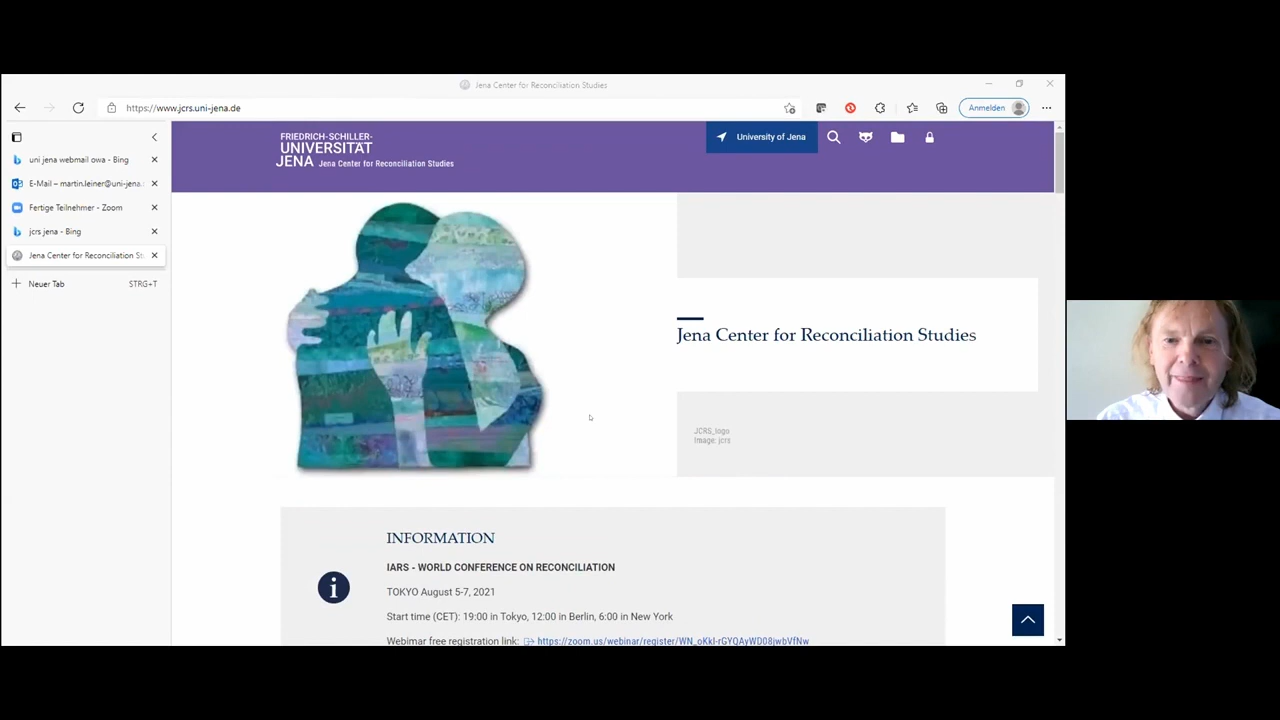 Jena Center for Reconciliation Studies
https://www.jcrs.uni-jena.de
Anmelden
uni jena webmail owa - Bing
E-Mail – martin.leiner@uni-jena.
Fertige Teilnehmer - Zoom
jcrs jena - Bing
Jena Center for Reconciliation St
Neuer Tab
STRG+T
FRIEDRICH-SCHILLER-
UNIVERSITÄT
JENA Jena Center for Reconciliation Studies
University of Jena
Jena Center for Reconciliation Studies
JCRS_logo
Image: jcrs
INFORMATION
IARS - WORLD CONFERENCE ON RECONCILIATION
TOKYO August 5-7, 2021
Start time (CET): 19:00 in Tokyo, 12:00 in Berlin, 6:00 in New York
Webimar free registration link: https://zoom.us/webinar/register/WN_oKkI-rGYQAyWD08jwbVfNw